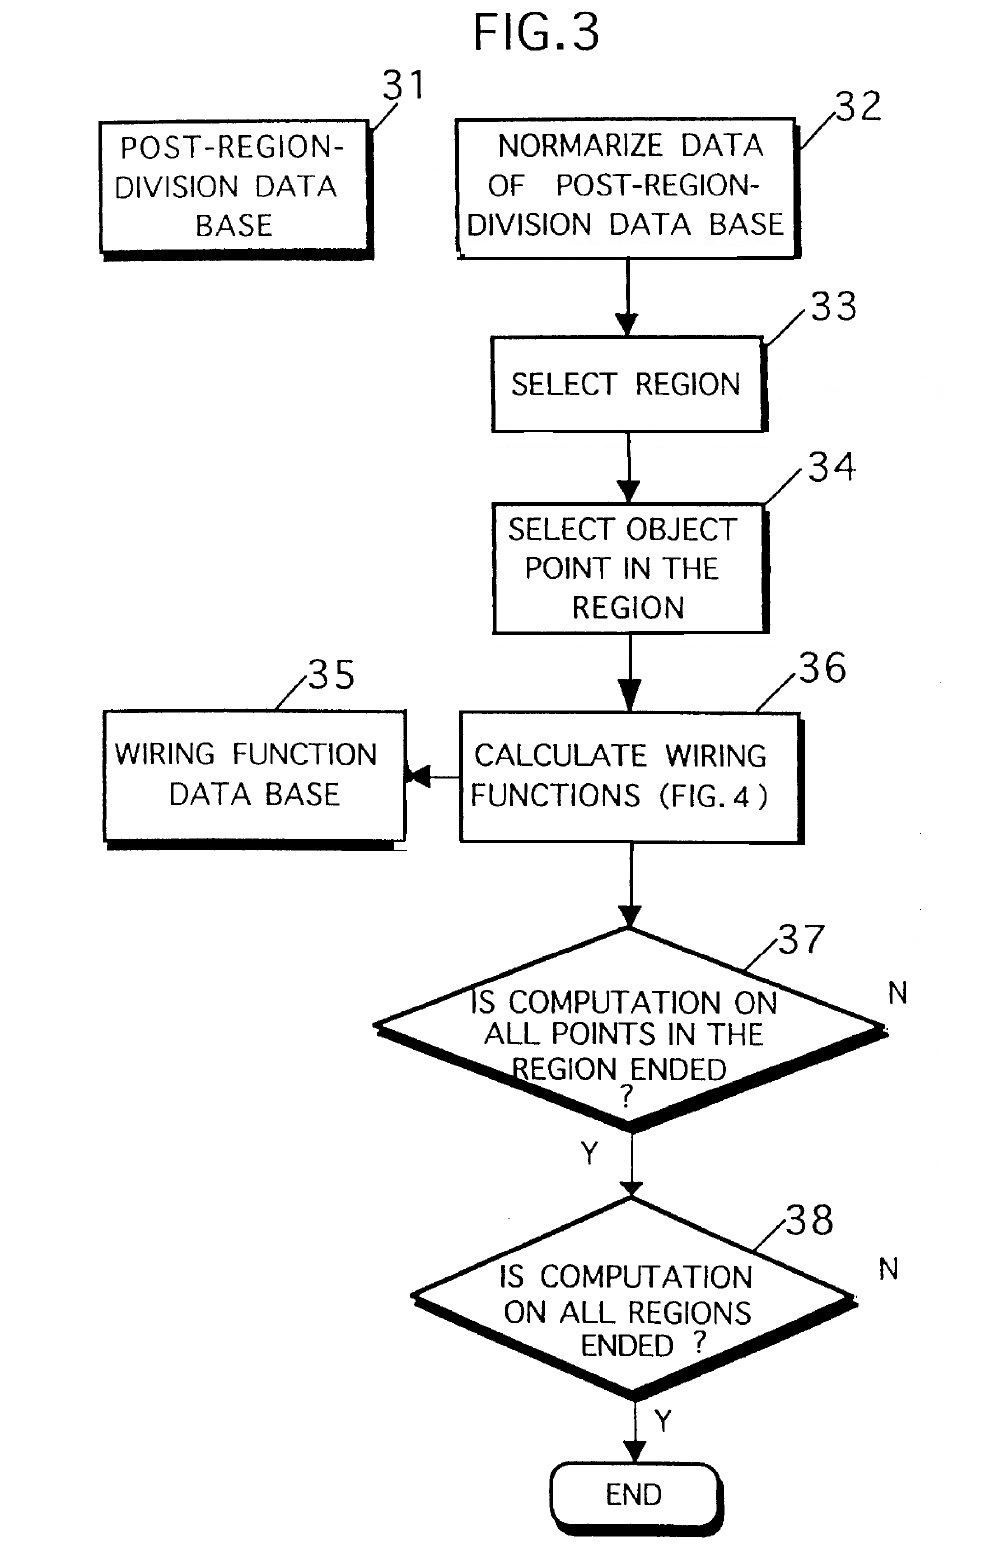 FIG.3
31
POST-REGION-
DIVISION DATA
BASE
32
NORMARIZE DATA
OF POST-REGION-
DIVISION DATA BASE
33
SELECT REGION
34
SELECT OBJECT
POINT IN THE
REGION
35
WIRING FUNCTION
DATA BASE
36
CALCULATE WIRING
FUNCTIONS (FIG.4)
37
IS COMPUTATION ON
ALL POINTS IN THE
REGION ENDED
?
N
Y
38
IS COMPUTATION
ON ALL REGIONS
ENDED ?
N
Y
END